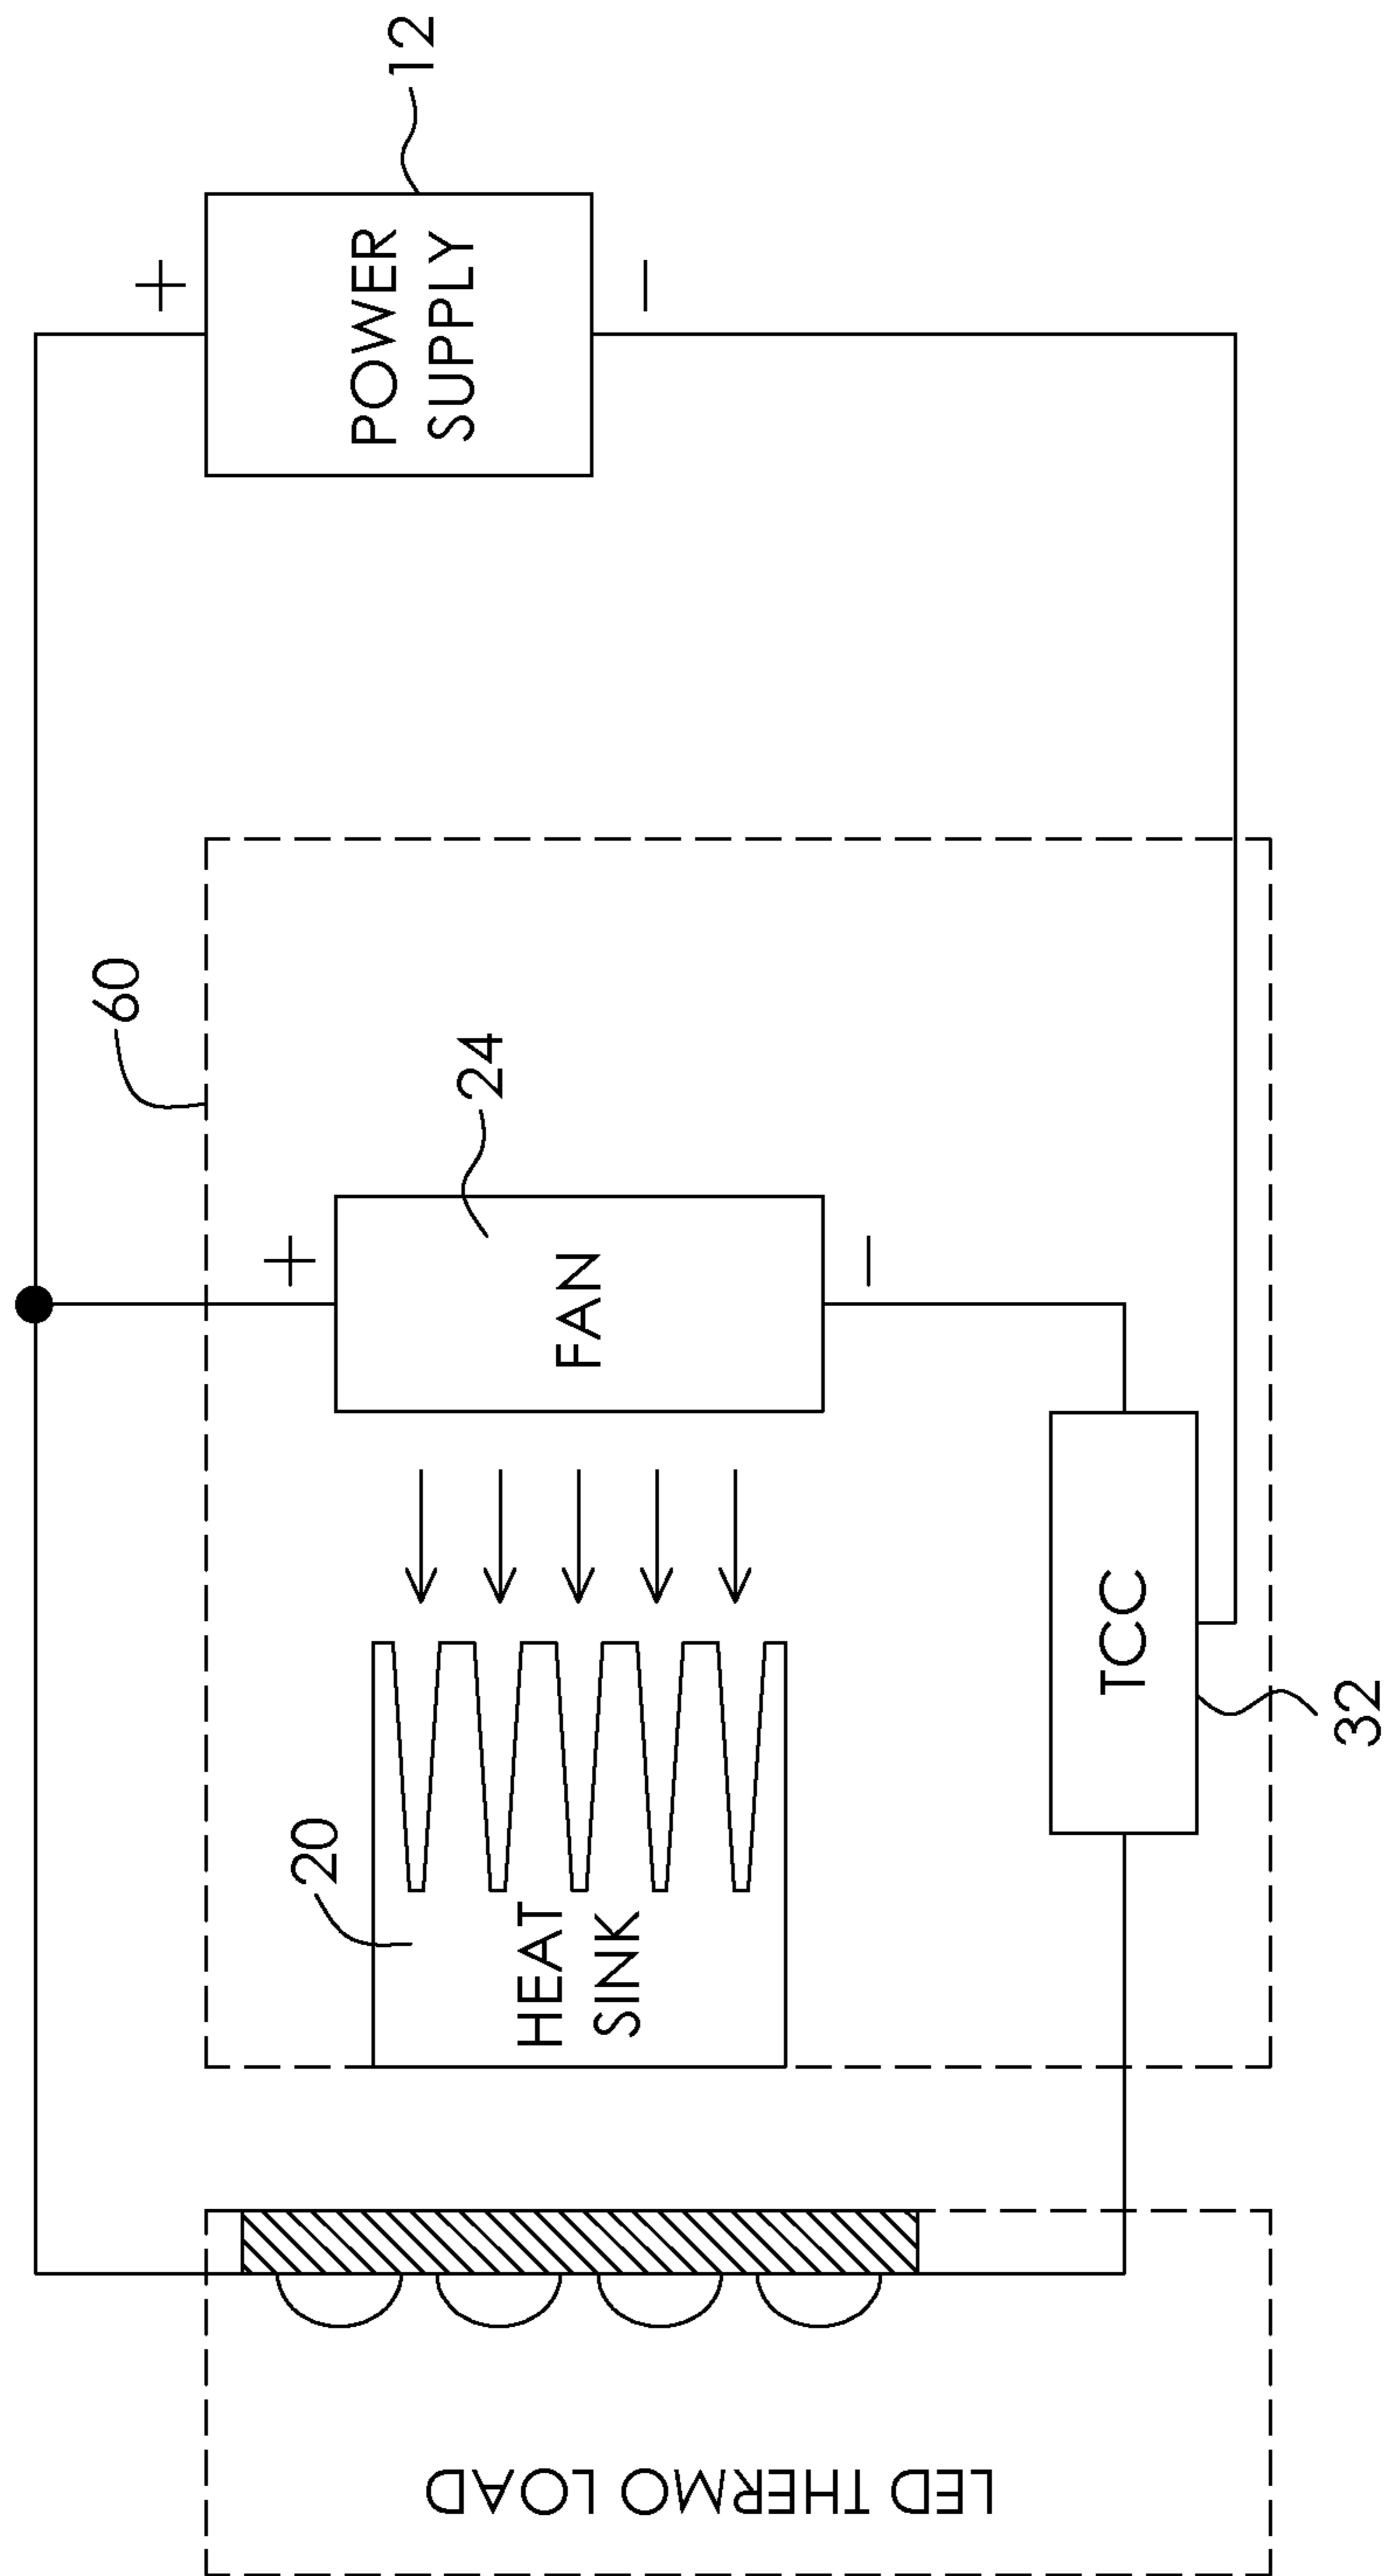 LED THERMO LOAD
60
+
+
20
HEAT
SINK
24
FAN
12
POWER
SUPPLY
−
−
TCC
32